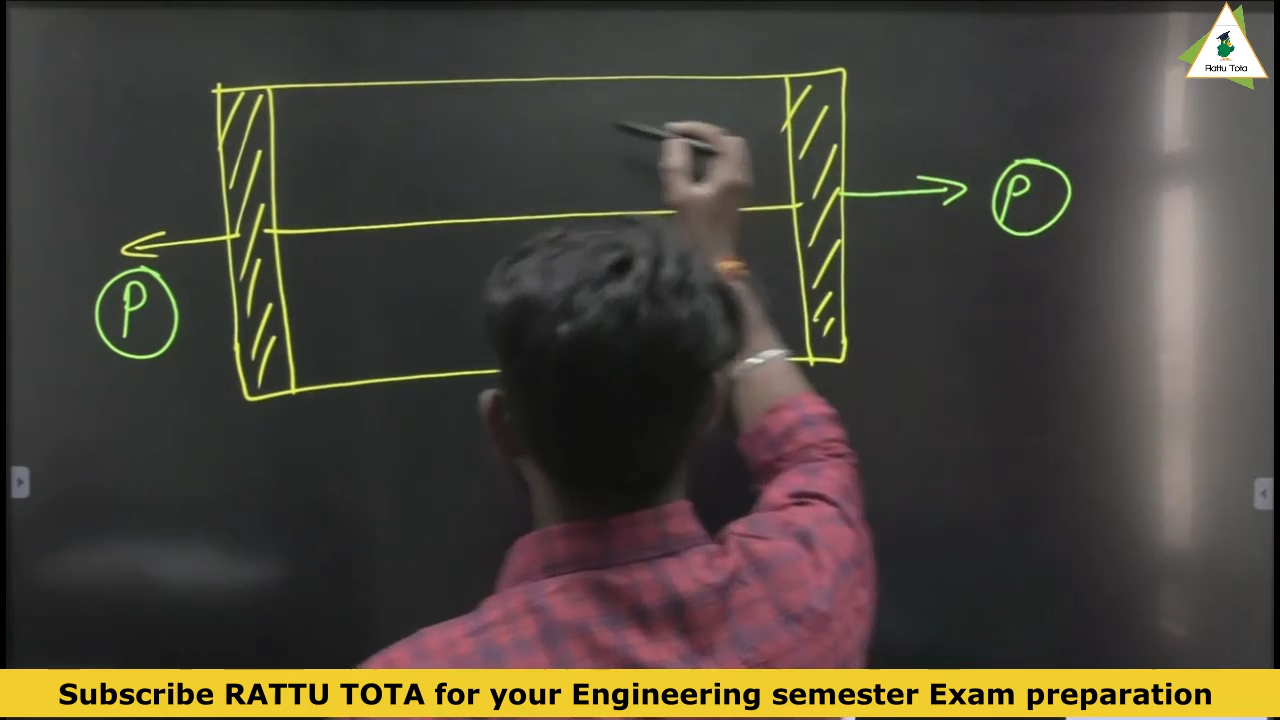 Rattu Tota
P
P
Subscribe RATTU TOTA for your Engineering semester Exam preparation